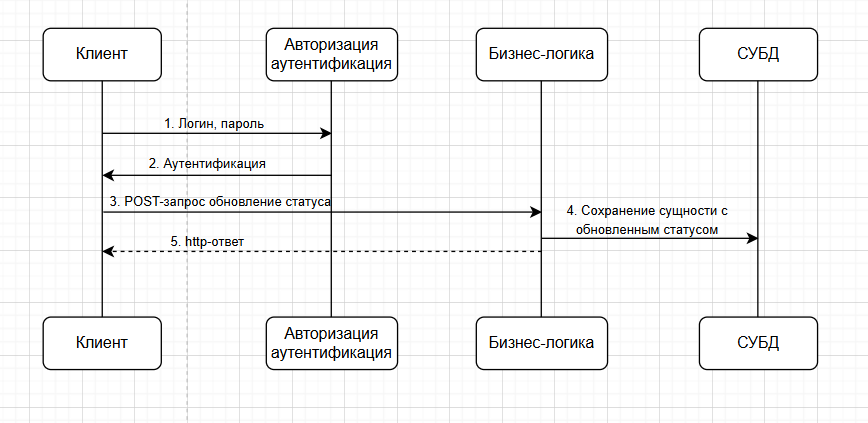 Клиент
Авторизация
аутентификация
Бизнес-логика
СУБД
1. Логин, пароль
2. Аутентификация
3. POST-запрос обновление статуса
4. Сохранение сущности с
обновленным статусом
5. http-ответ
Клиент
Авторизация
аутентификация
Бизнес-логика
СУБД